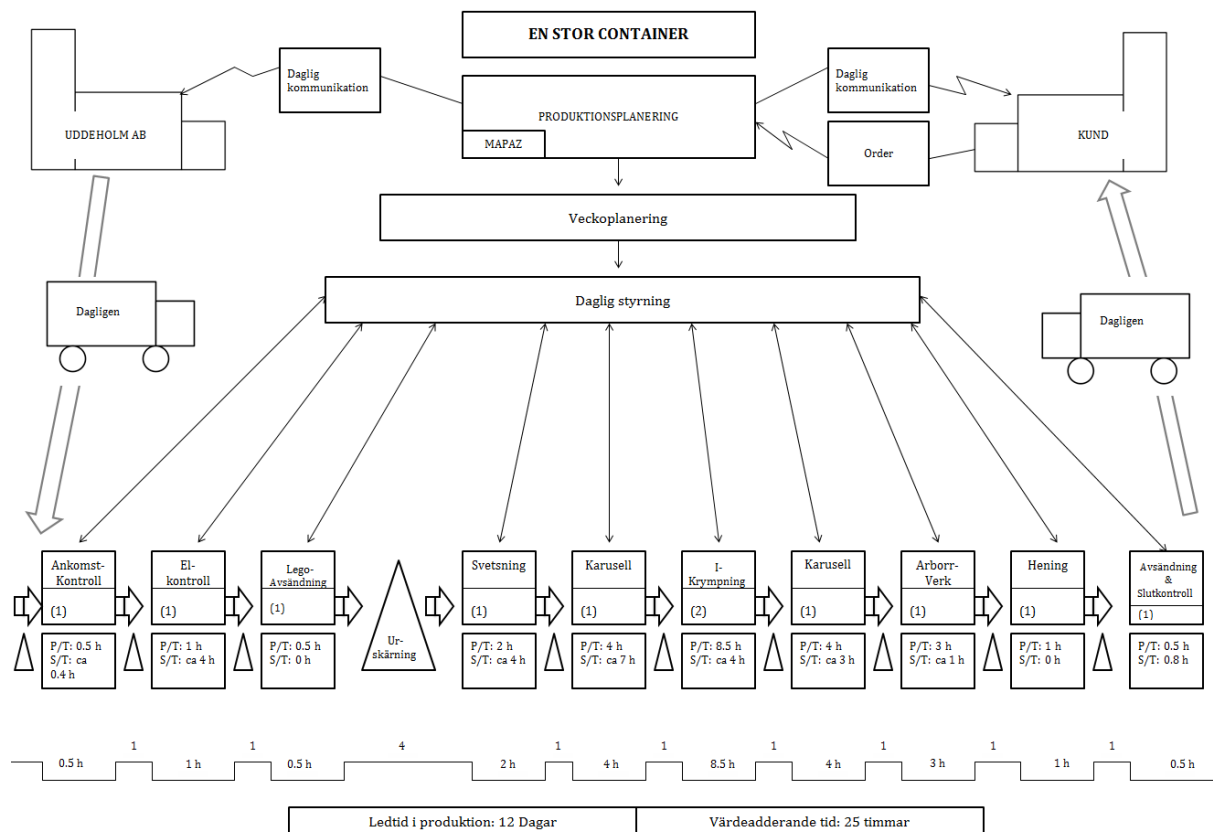 EN STOR CONTAINER
Daglig
kommunikation
Daglig
kommunikation
PRODUKTIONSPLANERING
MAPAZ
UDDEHOLM AB
KUND
Order
Veckoplanering
Daglig styrning
Dagligen
Dagligen
Ankomst-
Kontroll
(1)
P/T: 0.5 h
S/T: ca
0.4 h
El-
kontroll
(1)
P/T: 1 h
S/T: ca 4 h
Lego-
Avsändning
(1)
P/T: 0.5 h
S/T: 0 h
Ur-
skärning
Svetsning
(1)
P/T: 2 h
S/T: ca 4 h
Karusell
(1)
P/T: 4 h
S/T: ca 7 h
I-
Krympning
(2)
P/T: 8.5 h
S/T: ca 4 h
Karusell
(1)
P/T: 4 h
S/T: ca 3 h
Arborr-
Verk
(1)
P/T: 3 h
S/T: ca 1 h
Hening
(1)
P/T: 1 h
S/T: 0 h
Avsändning
&
Slutkontroll
(1)
P/T: 0.5 h
S/T: 0.8 h
1 1 4 1 1 1 1 1 1
0.5 h 1 h 0.5 h 2 h 4 h 8.5 h 4 h 3 h 1 h 0.5 h
Ledtid i produktion: 12 Dagar
Värdeadderande tid: 25 timmar